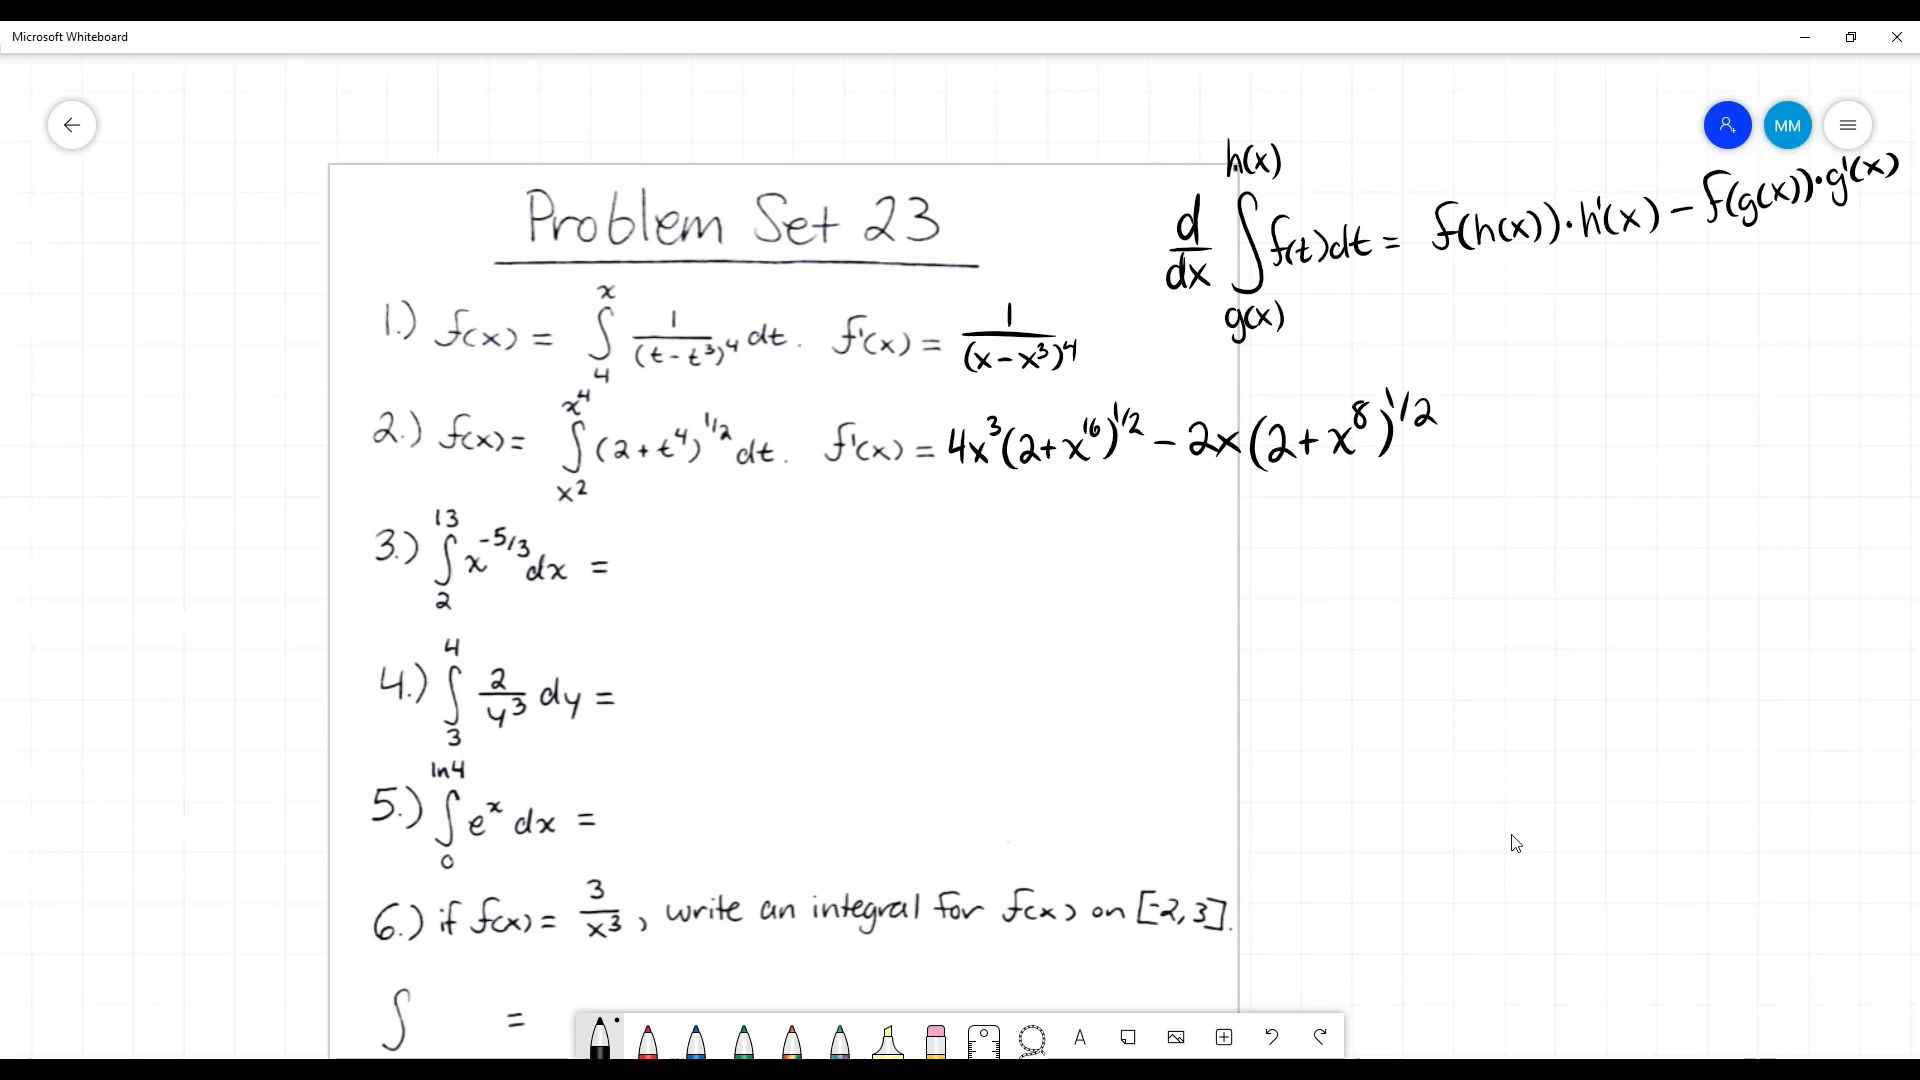 Microsoft Whiteboard
MM
Problem Set 23
d/dx ∫_{g(x)}^{h(x)} f(t)dt = f(h(x))·h'(x) − f(g(x))·g'(x)
1.) f(x) = ∫_4^x 1/(t-t³)⁴ dt. f'(x) = 1/(x-x³)⁴
2.) f(x) = ∫_{x²}^{x⁴} (2+t⁴)^{1/2} dt. f'(x) = 4x³(2+x¹⁶)^{1/2} − 2x(2+x⁸)^{1/2}
3.) ∫_2^{13} x^{-5/3} dx =
4.) ∫_3^4 2/y³ dy =
5.) ∫_0^{ln4} eˣ dx =
6.) if f(x) = 3/x³, write an integral for f(x) on [-2,3].
∫ =
A